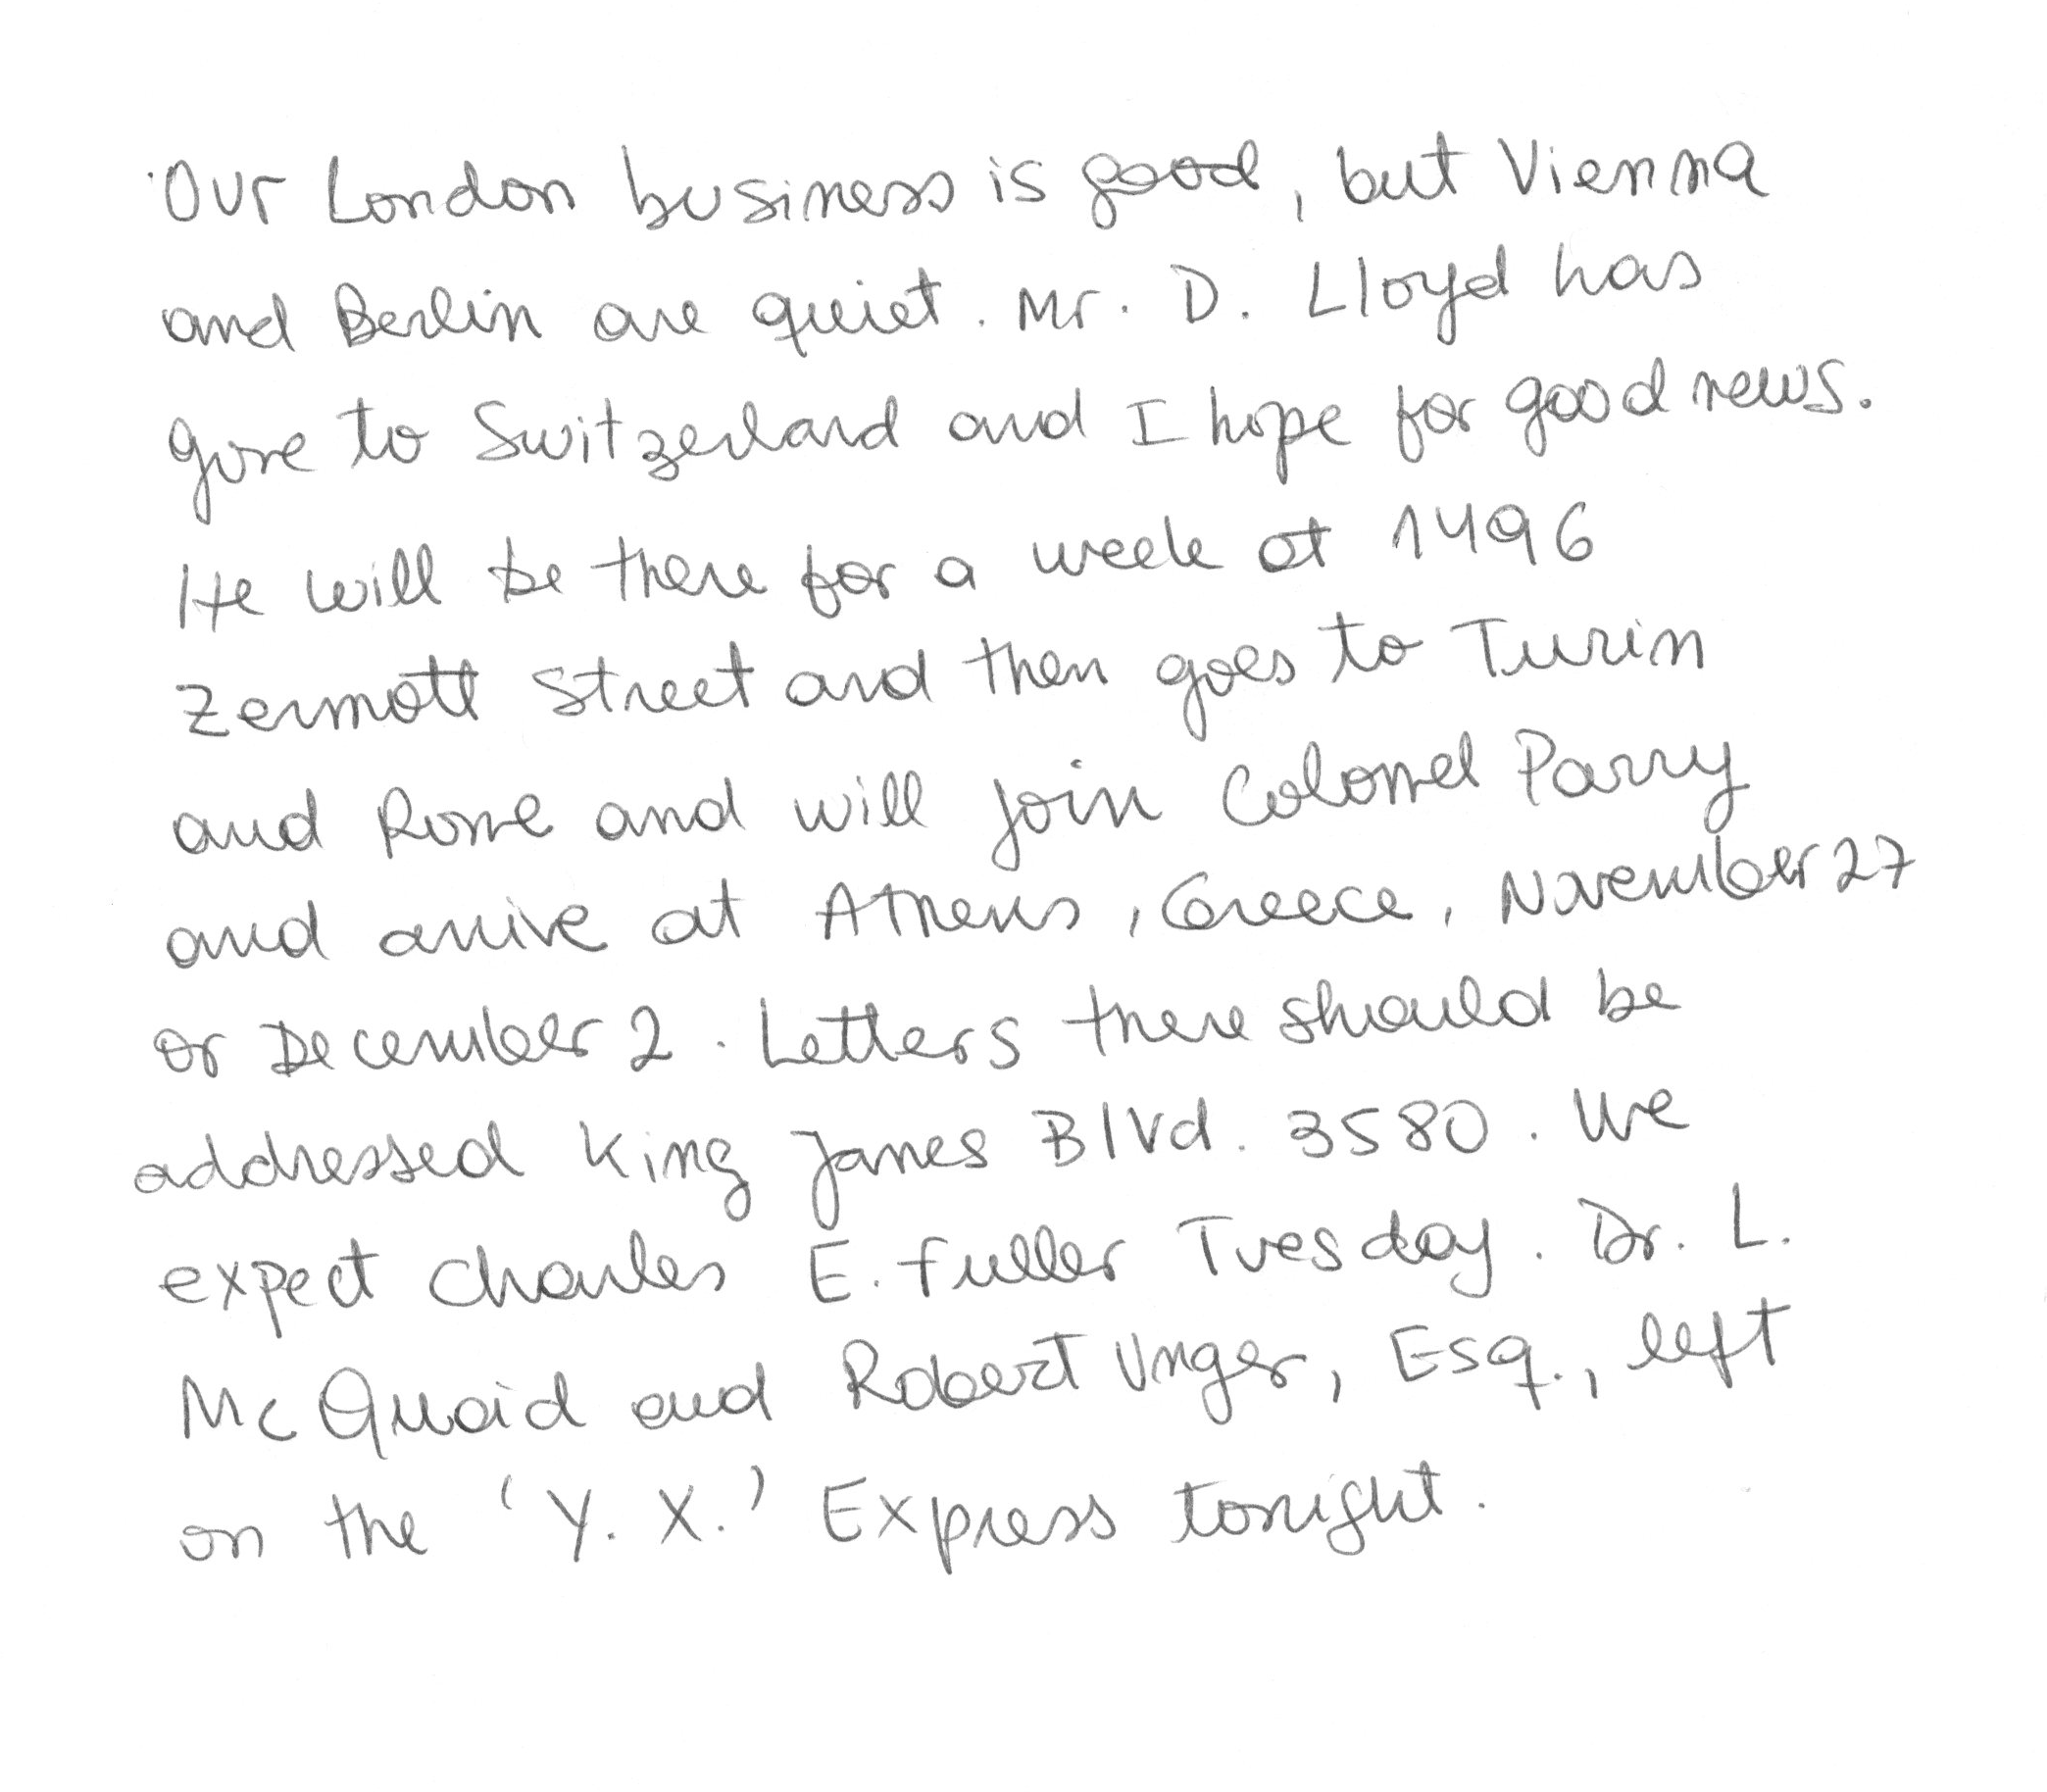 Our London business is good, but Vienna
and Berlin are quiet. Mr. D. Lloyd has
gone to Switzerland and I hope for good news.
He will be there for a week at 1496
Zermott Street and then goes to Turin
and Rome and will join Colonel Parry
and arrive at Athens, Greece, November 27
or December 2. Letters there should be
addressed King James Blvd. 3580. We
expect Charles E. Fuller Tuesday. Dr. L.
McQuaid and Robert Unger, Esq., left
on the 'Y. X.' Express tonight.